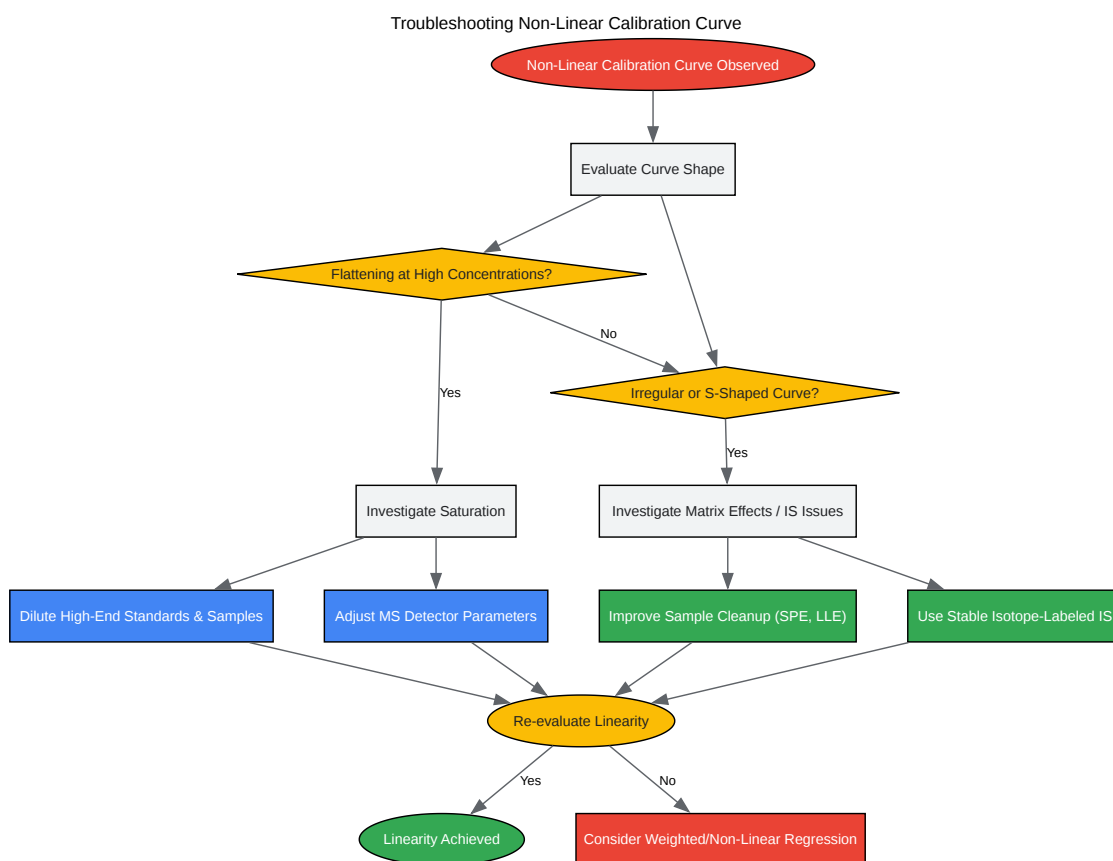 Troubleshooting Non-Linear Calibration Curve
Non-Linear Calibration Curve Observed
Evaluate Curve Shape
Flattening at High Concentrations?
No
Irregular or S-Shaped Curve?
Yes
Yes
Investigate Saturation
Investigate Matrix Effects / IS Issues
Dilute High-End Standards & Samples
Adjust MS Detector Parameters
Improve Sample Cleanup (SPE, LLE)
Use Stable Isotope-Labeled IS
Re-evaluate Linearity
Yes
No
Linearity Achieved
Consider Weighted/Non-Linear Regression